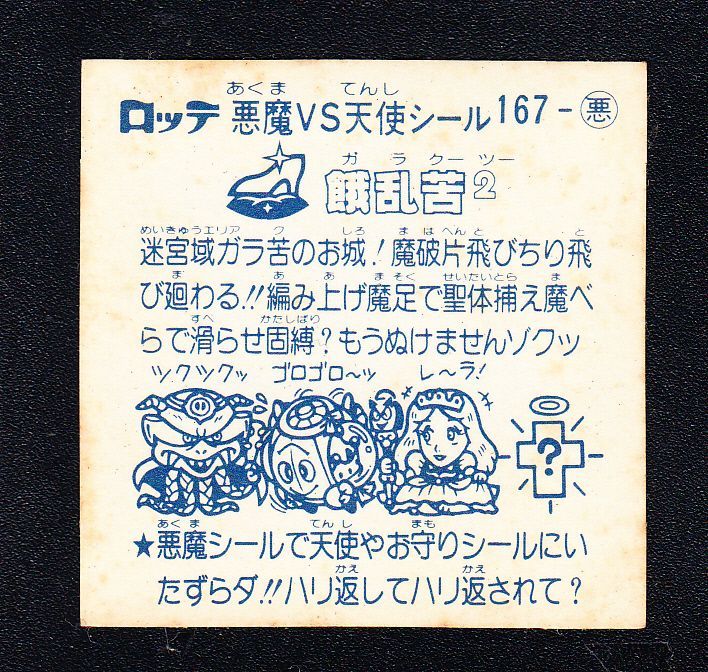 あくま てんし
ロッテ 悪魔VS天使シール 167-悪
ガラクーツー
餓乱苦2
めいきゅうエリア ク しろ まはへんと と
迷宮域ガラ苦のお城!魔破片飛びちり飛
ま あ あ まそく せいたいとら ま
び廻わる!!編み上げ魔足で聖体捕え魔べ
すべ かたしばり
らで滑らせ固縛?もうぬけませんゾクッ
ツクツクッ ゴロゴロ〜ッ レ〜ラ!
?
あくま てんし まも
★悪魔シールで天使やお守りシールにい
かえ かえ
たずらダ!!ハリ返してハリ返されて?